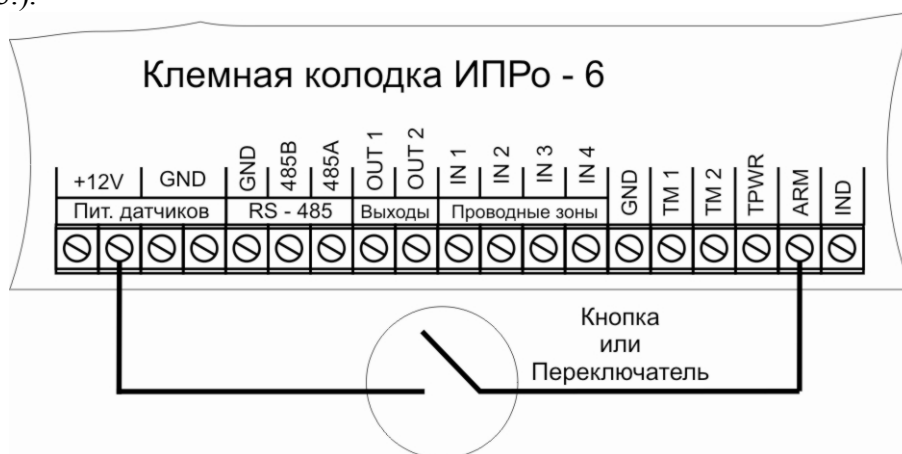 Клемная колодка ИПРо - 6
+12V GND GND 485B 485A OUT 1 OUT 2 IN 1 IN 2 IN 3 IN 4 GND TM 1 TM 2 TPWR ARM IND
Пит. датчиков RS - 485 Выходы Проводные зоны
Кнопка
или
Переключатель